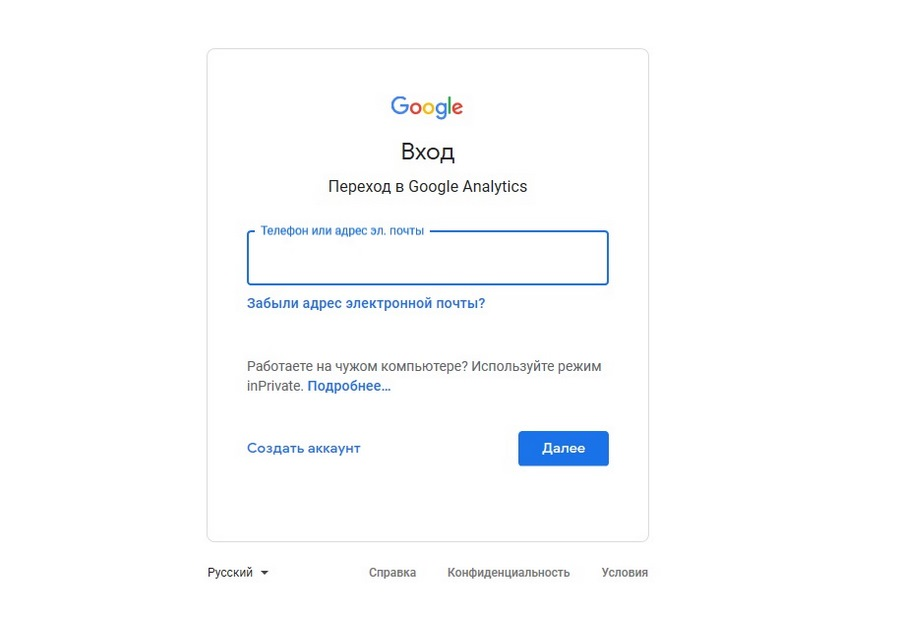 Google
Вход
Переход в Google Analytics
Телефон или адрес эл. почты
Забыли адрес электронной почты?
Работаете на чужом компьютере? Используйте режим
inPrivate. Подробнее...
Создать аккаунт
Далее
Русский
Справка
Конфиденциальность
Условия